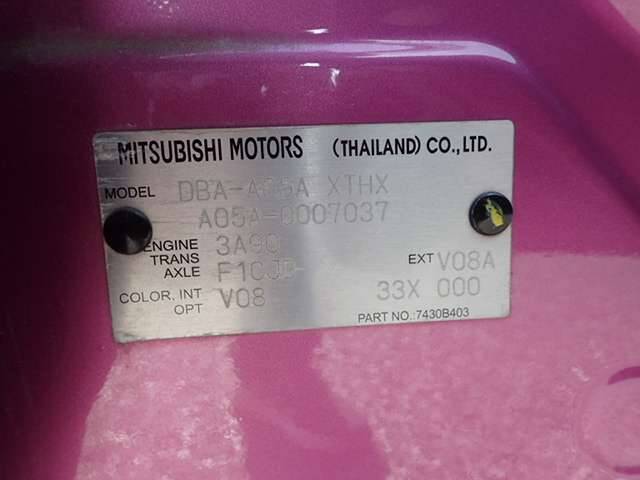 MITSUBISHI MOTORS (THAILAND) CO.,LTD.
MODEL DBA-A05A XTHX
A05A-0007037
ENGINE 3A90
TRANS AXLE F1CJD-
EXT V08A
COLOR, INT OPT V08 33X 000
PART NO.:7430B403